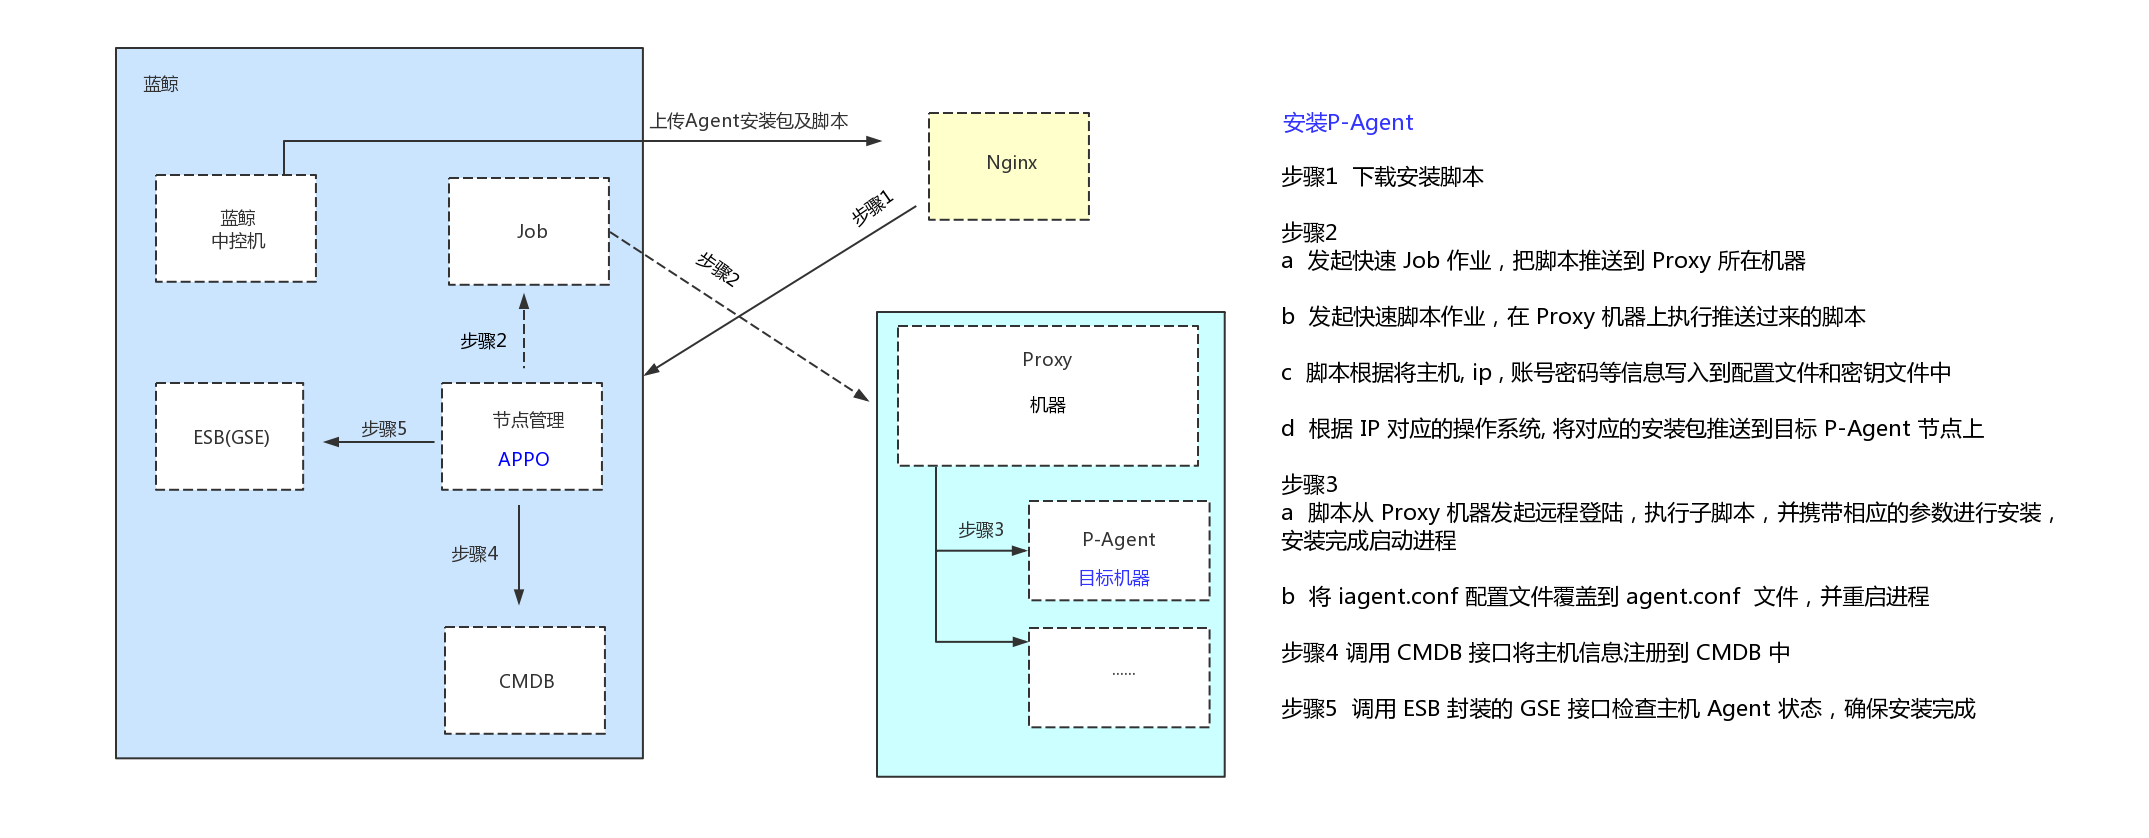 蓝鲸
上传Agent安装包及脚本
Nginx
蓝鲸
中控机
Job
步骤1
步骤2
步骤2
Proxy
机器
ESB(GSE)
步骤5
节点管理
APPO
步骤4
步骤3
P-Agent
目标机器
CMDB
......
安装P-Agent
步骤1 下载安装脚本
步骤2
a 发起快速 Job 作业，把脚本推送到 Proxy 所在机器
b 发起快速脚本作业，在 Proxy 机器上执行推送过来的脚本
c 脚本根据将主机, ip，账号密码等信息写入到配置文件和密钥文件中
d 根据 IP 对应的操作系统, 将对应的安装包推送到目标 P-Agent 节点上
步骤3
a 脚本从 Proxy 机器发起远程登陆，执行子脚本，并携带相应的参数进行安装，
安装完成启动进程
b 将 iagent.conf 配置文件覆盖到 agent.conf 文件，并重启进程
步骤4 调用 CMDB 接口将主机信息注册到 CMDB 中
步骤5 调用 ESB 封装的 GSE 接口检查主机 Agent 状态，确保安装完成